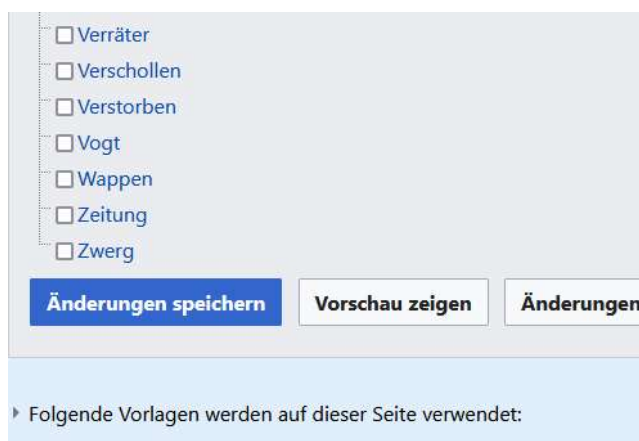 Verräter
Verschollen
Verstorben
Vogt
Wappen
Zeitung
Zwerg
Änderungen speichern Vorschau zeigen Änderungen
Folgende Vorlagen werden auf dieser Seite verwendet: